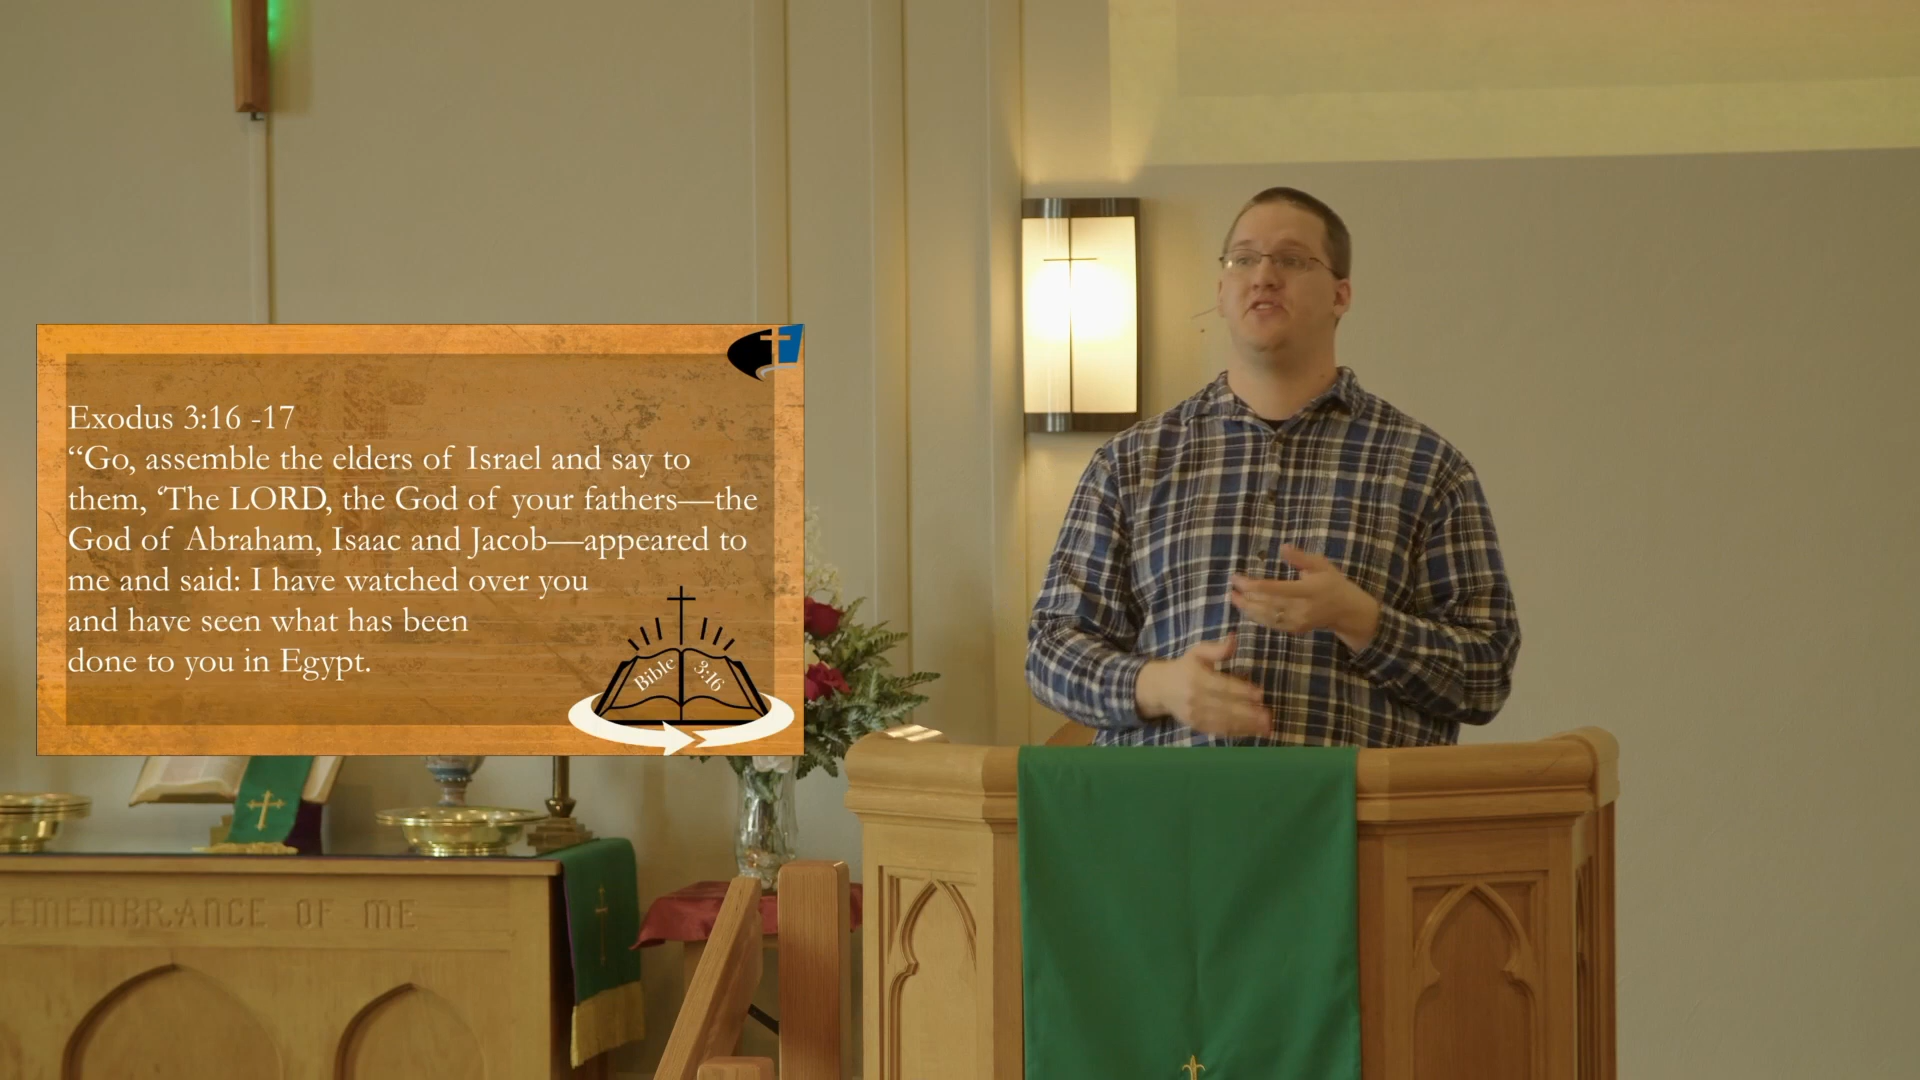 Exodus 3:16 -17
“Go, assemble the elders of Israel and say to
them, ‘The LORD, the God of your fathers—the
God of Abraham, Isaac and Jacob—appeared to
me and said: I have watched over you
and have seen what has been
done to you in Egypt.
Bible 3:16
EMEMBRANCE OF ME